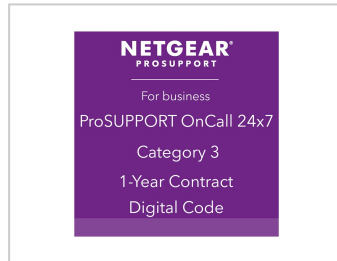 NETGEAR®
PROSUPPORT
For business
ProSUPPORT OnCall 24x7
Category 3
1-Year Contract
Digital Code